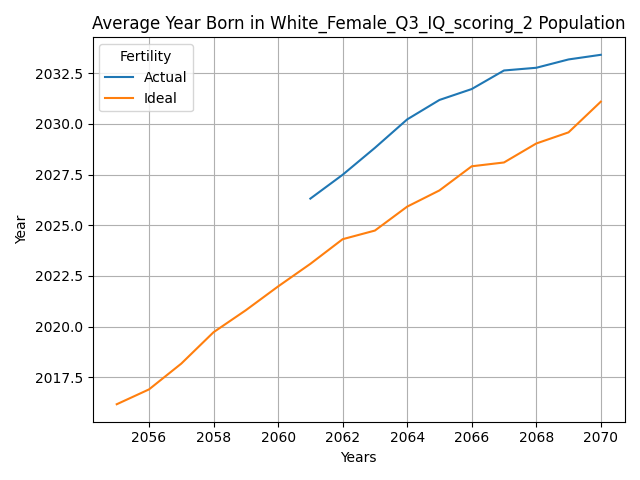 Average Year Born in White_Female_Q3_IQ_scoring_2 Population
Fertility
Actual
Ideal
2032.5
2030.0
2027.5
2025.0
2022.5
2020.0
2017.5
Year
2056 2058 2060 2062 2064 2066 2068 2070
Years